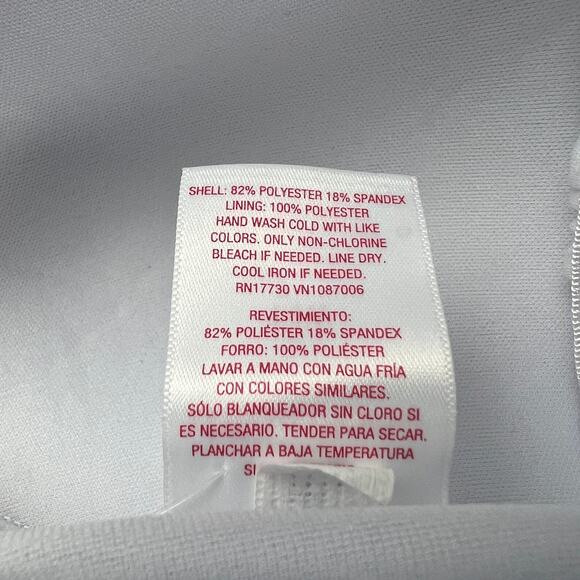 SHELL: 82% POLYESTER 18% SPANDEX
LINING: 100% POLYESTER
HAND WASH COLD WITH LIKE
COLORS. ONLY NON-CHLORINE
BLEACH IF NEEDED. LINE DRY.
COOL IRON IF NEEDED.
RN17730 VN1087006
REVESTIMIENTO:
82% POLIÉSTER 18% SPANDEX
FORRO: 100% POLIÉSTER
LAVAR A MANO CON AGUA FRÍA
CON COLORES SIMILARES.
SÓLO BLANQUEADOR SIN CLORO SI
ES NECESARIO. TENDER PARA SECAR.
PLANCHAR A BAJA TEMPERATURA